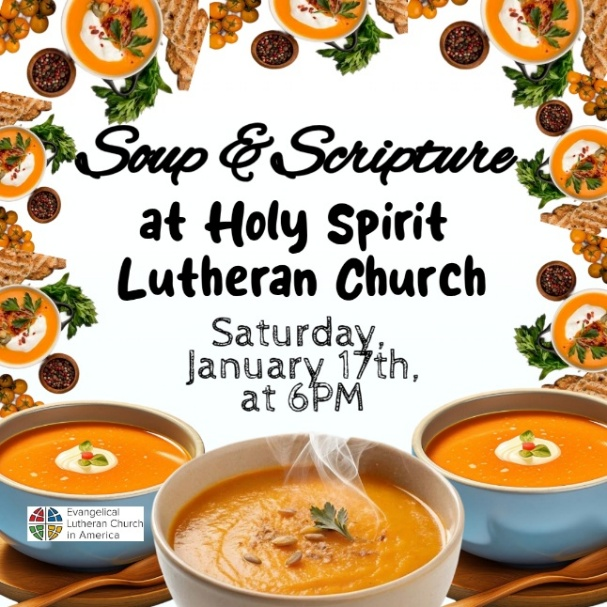 Soup & Scripture
at Holy Spirit
Lutheran Church
Saturday,
January 17th,
at 6PM
Evangelical
Lutheran Church
in America